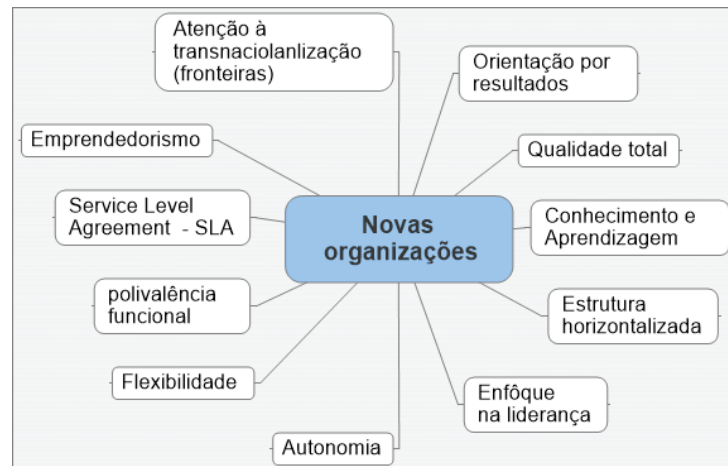 Atenção à
transnaciolanlização
(fronteiras)
Orientação por
resultados
Emprendedorismo
Qualidade total
Service Level
Agreement - SLA
Novas
organizações
Conhecimento e
Aprendizagem
polivalência
funcional
Estrutura
horizontalizada
Flexibilidade
Enfôque
na liderança
Autonomia